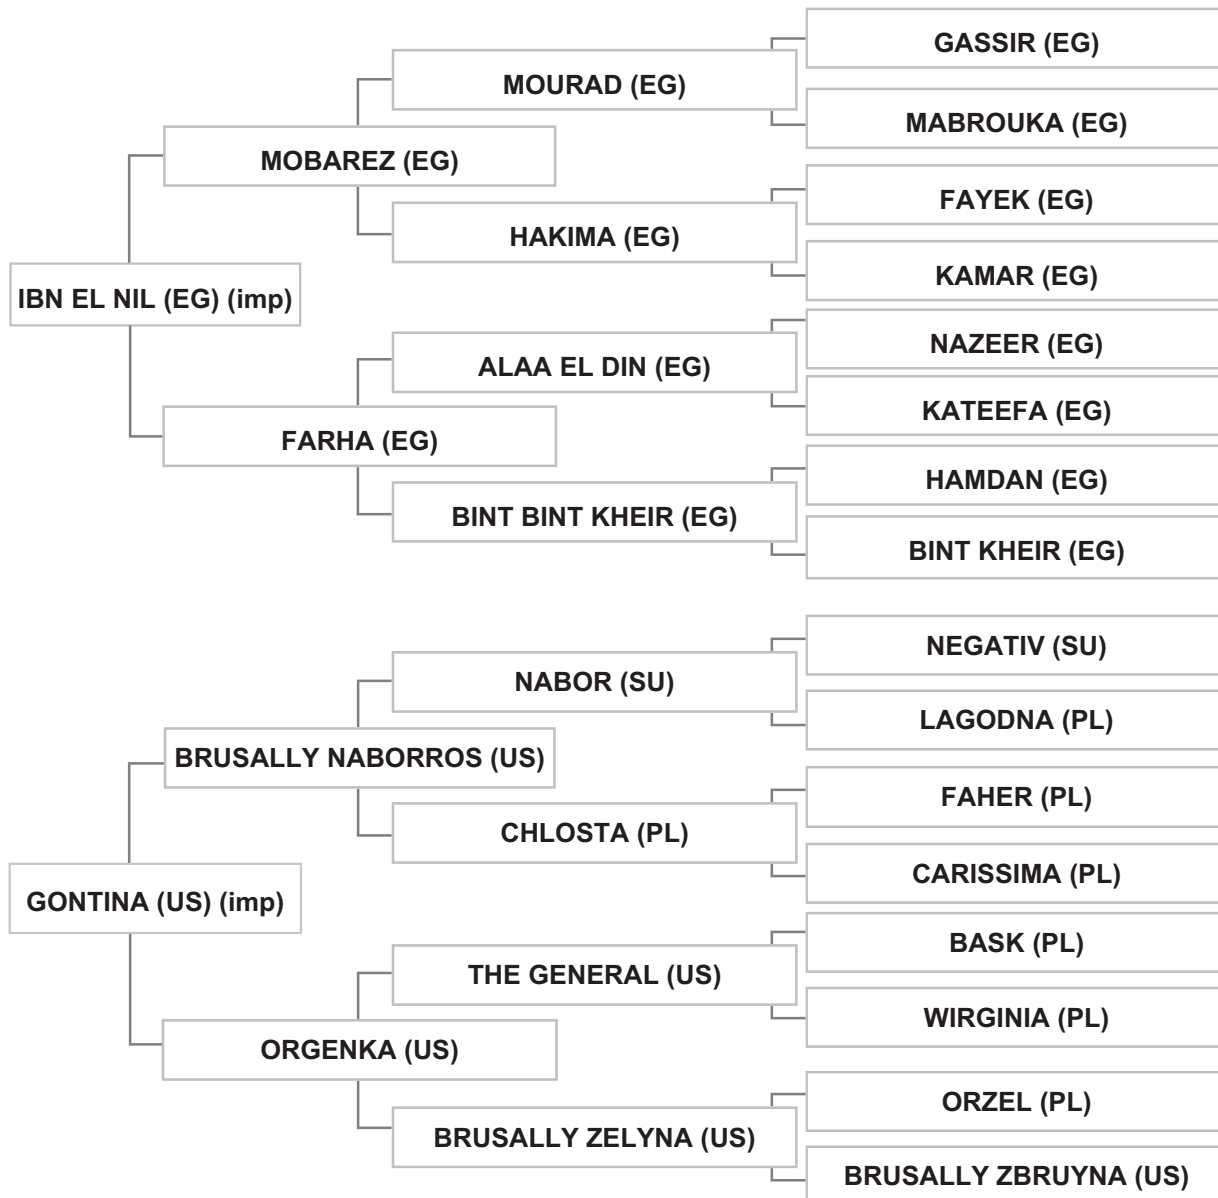 GASSIR (EG)
MOURAD (EG)
MABROUKA (EG)
MOBAREZ (EG)
FAYEK (EG)
HAKIMA (EG)
KAMAR (EG)
IBN EL NIL (EG) (imp)
NAZEER (EG)
ALAA EL DIN (EG)
KATEEFA (EG)
FARHA (EG)
HAMDAN (EG)
BINT BINT KHEIR (EG)
BINT KHEIR (EG)
NEGATIV (SU)
NABOR (SU)
LAGODNA (PL)
BRUSALLY NABORROS (US)
FAHER (PL)
CHLOSTA (PL)
CARISSIMA (PL)
GONTINA (US) (imp)
BASK (PL)
THE GENERAL (US)
WIRGINIA (PL)
ORGENKA (US)
ORZEL (PL)
BRUSALLY ZELYNA (US)
BRUSALLY ZBRUYNA (US)